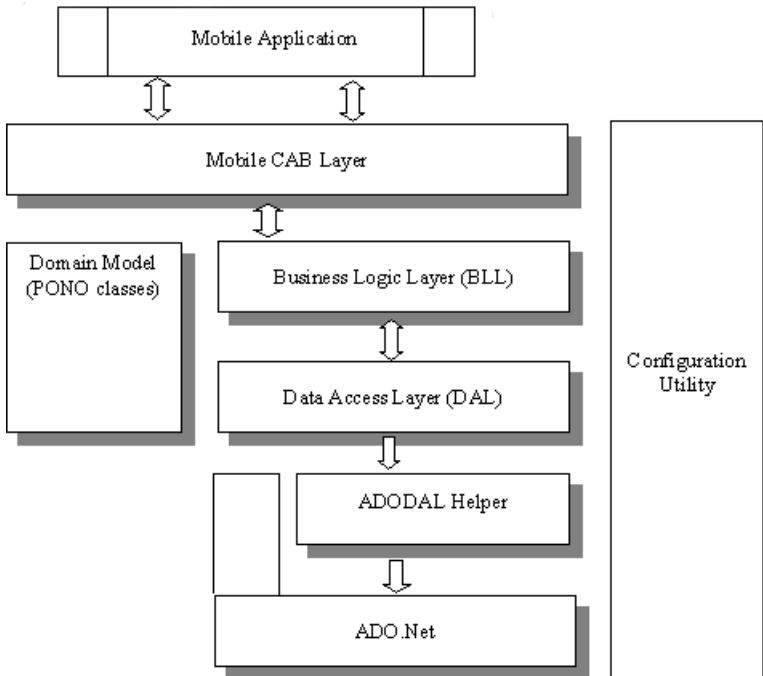 Mobile Application
Mobile CAB Layer
Domain Model
(PONO classes)
Business Logic Layer (BLL)
Data Access Layer (DAL)
Configuration
Utility
ADODAL Helper
ADO.Net